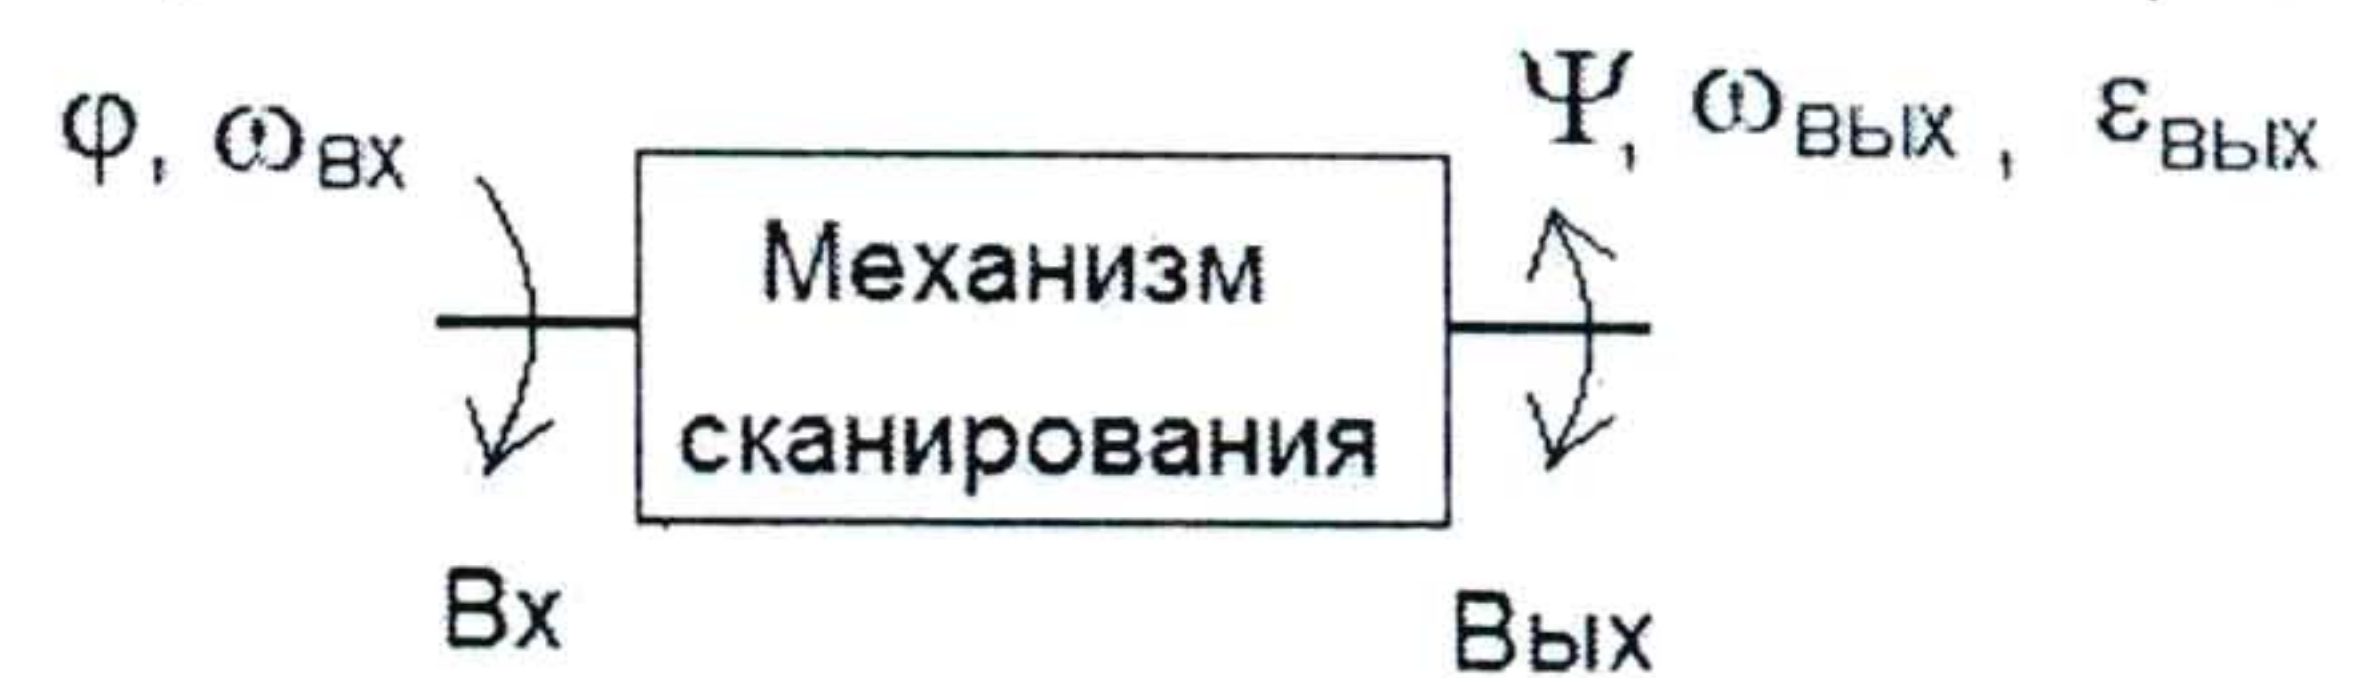 φ, ωвх
Ψ, ωвых, εвых
Механизм
сканирования
Вх
Вых